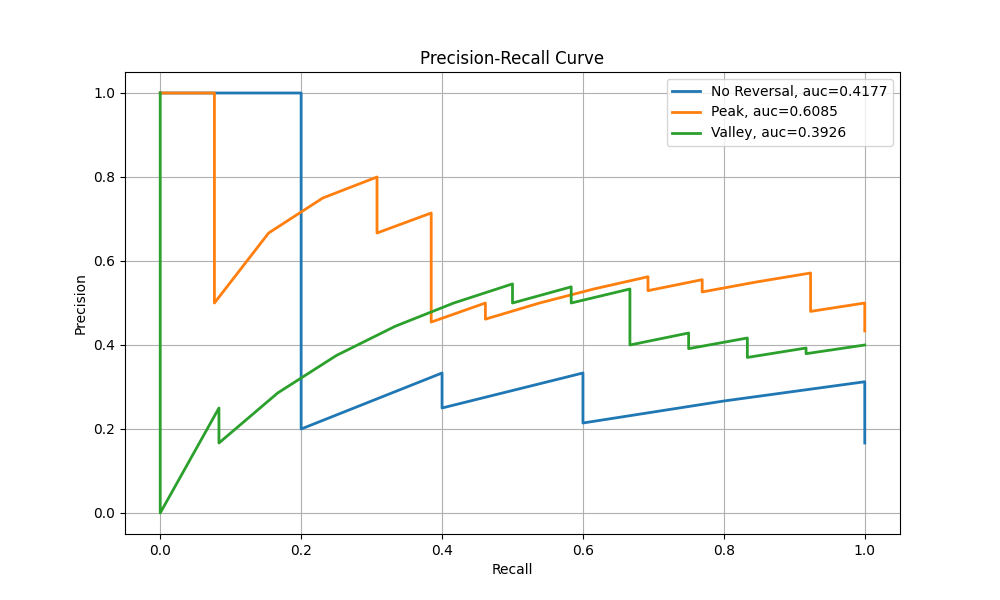 Precision-Recall Curve
No Reversal, auc=0.4177
Peak, auc=0.6085
Valley, auc=0.3926
Precision
1.0
0.8
0.6
0.4
0.2
0.0
0.0 0.2 0.4 0.6 0.8 1.0
Recall